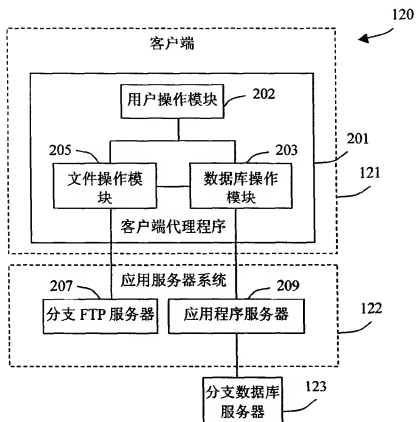 120
客户端
用户操作模块
202
201
205
203
文件操作模
块
数据库操作
模块
121
客户端代理程序
应用服务器系统
207
209
分支 FTP 服务器
应用程序服务器
122
分支数据库
服务器
123